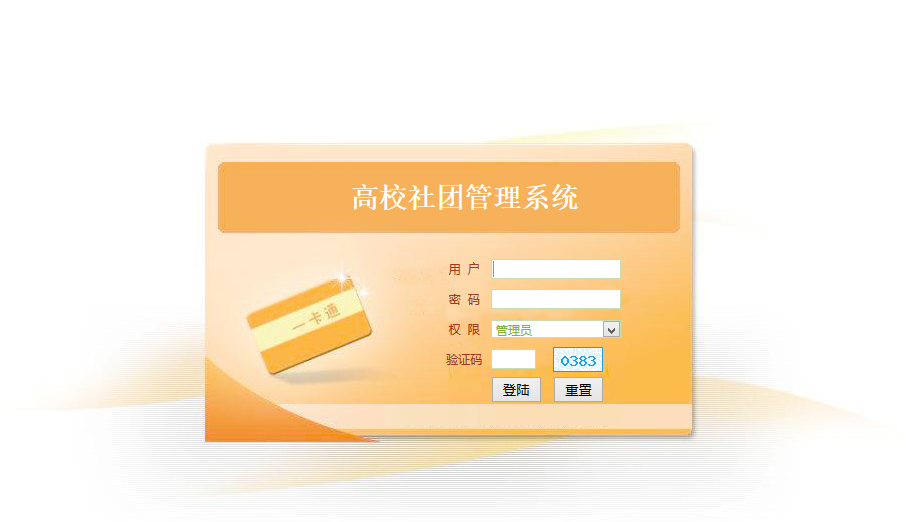 高校社团管理系统
一卡通
用 户
密 码
权 限 管理员
验证码 0383
登陆 重置